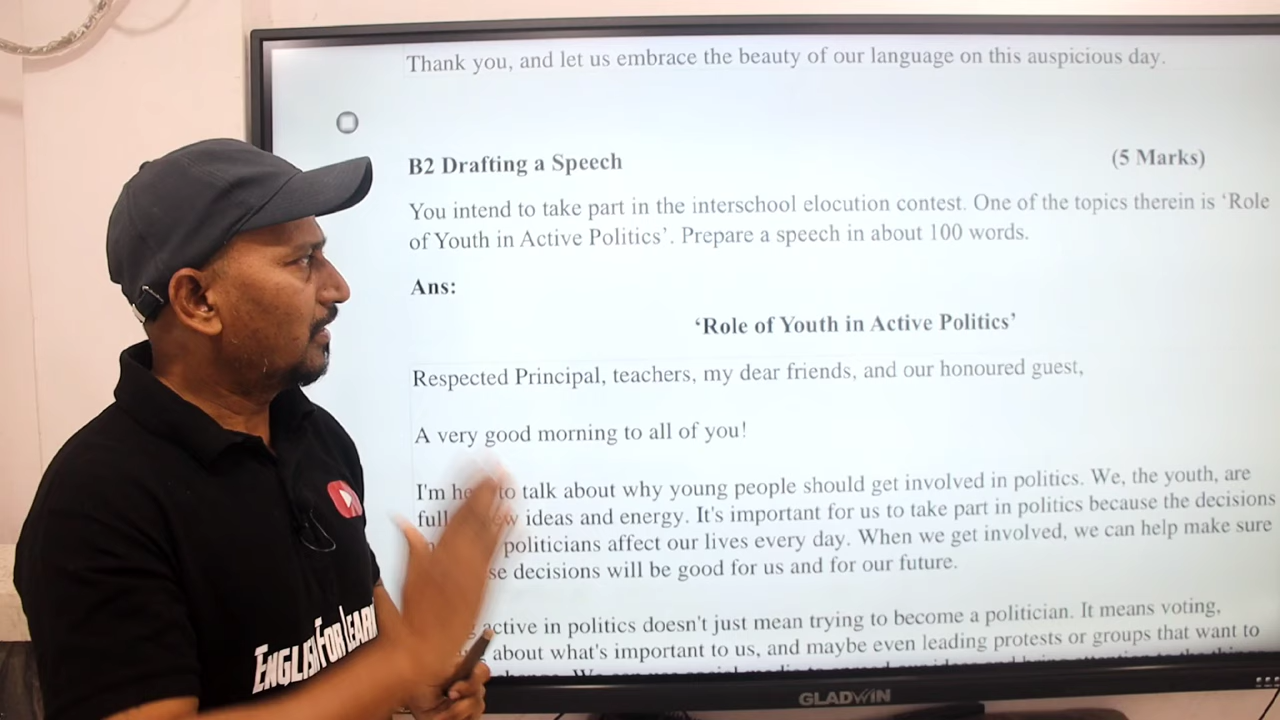 Thank you, and let us embrace the beauty of our language on this auspicious day.
B2 Drafting a Speech (5 Marks)
You intend to take part in the interschool elocution contest. One of the topics therein is ‘Role
of Youth in Active Politics’. Prepare a speech in about 100 words.
Ans:
‘Role of Youth in Active Politics’
Respected Principal, teachers, my dear friends, and our honoured guest,
A very good morning to all of you!
I'm to talk about why young people should get involved in politics. We, the youth, are
full ideas and energy. It's important for us to take part in politics because the decisions
politicians affect our lives every day. When we get involved, we can help make sure
decisions will be good for us and for our future.
active in politics doesn't just mean trying to become a politician. It means voting,
about what's important to us, and maybe even leading protests or groups that want to
ENGLISH FOR LEARN
GLADWIN